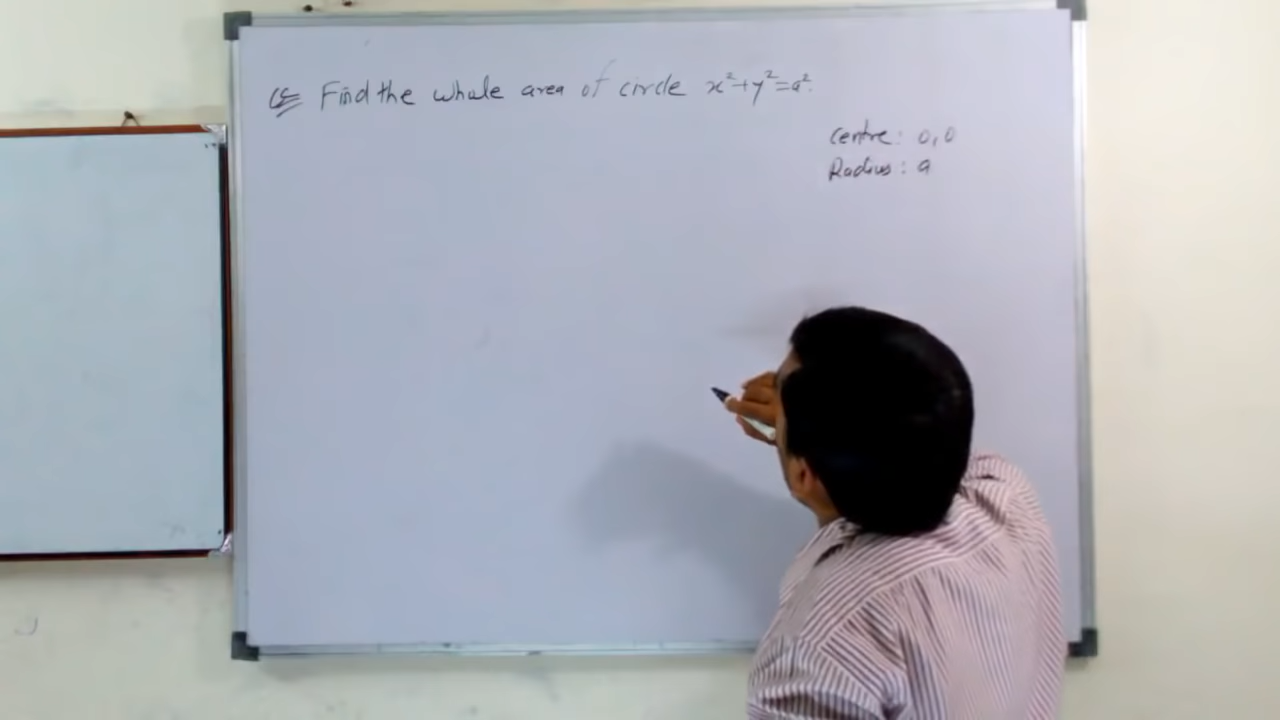 Q Find the whole area of circle x²+y²=a².
Centre: 0,0
Radius: a